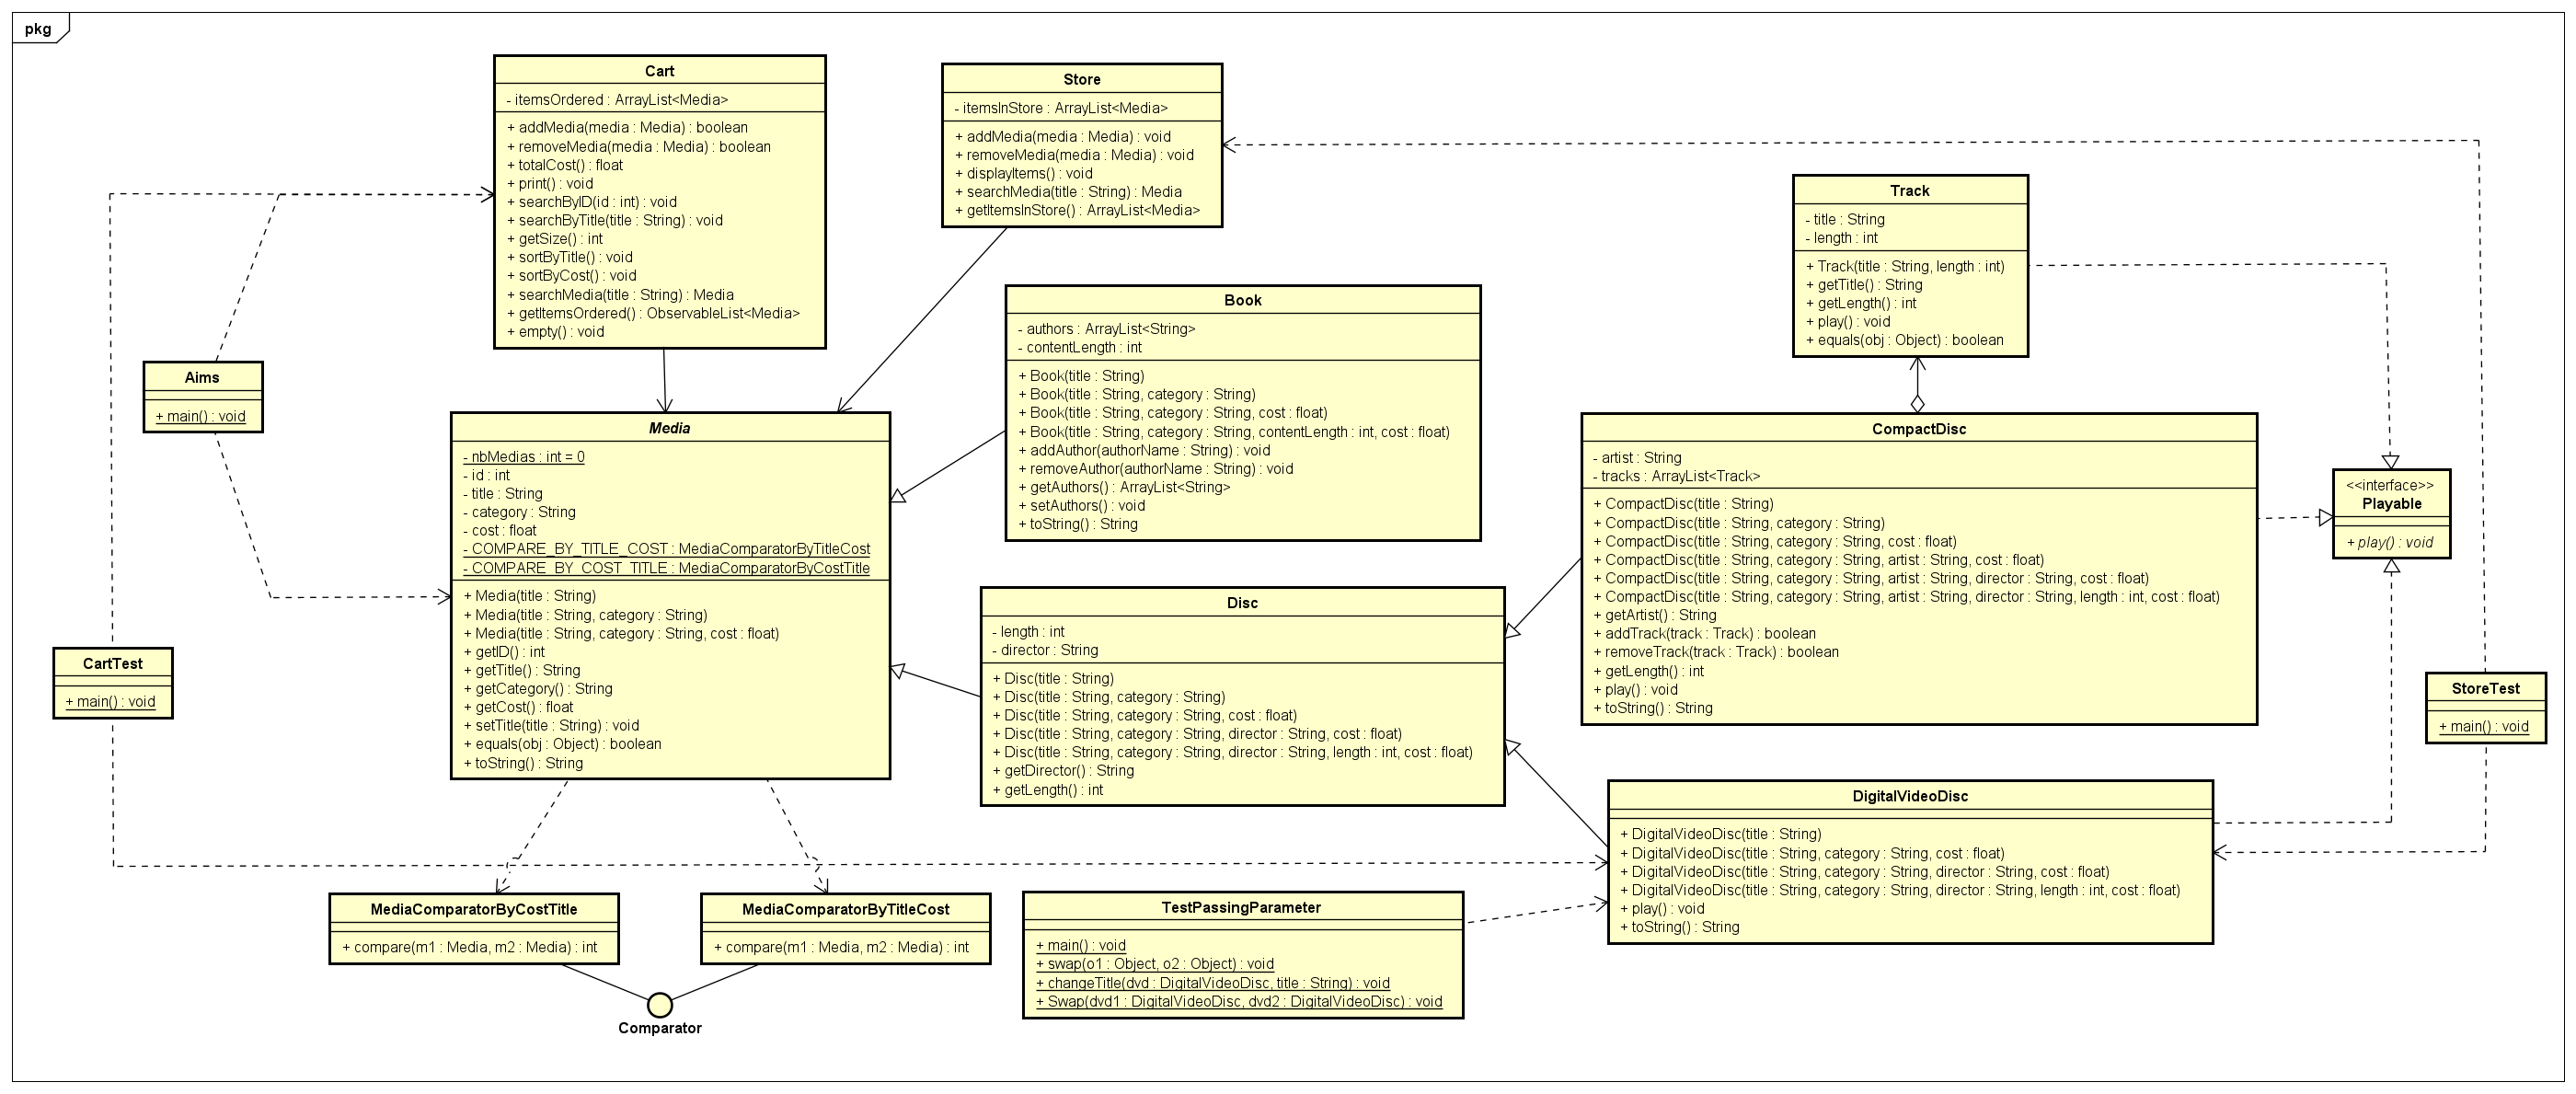 pkg
Cart
- itemsOrdered : ArrayList<Media>
+ addMedia(media : Media) : boolean
+ removeMedia(media : Media) : boolean
+ totalCost() : float
+ print() : void
+ searchByID(id : int) : void
+ searchByTitle(title : String) : void
+ getSize() : int
+ sortByTitle() : void
+ sortByCost() : void
+ searchMedia(title : String) : Media
+ getItemsOrdered() : ObservableList<Media>
+ empty() : void
Store
- itemsInStore : ArrayList<Media>
+ addMedia(media : Media) : void
+ removeMedia(media : Media) : void
+ displayItems() : void
+ searchMedia(title : String) : Media
+ getItemsInStore() : ArrayList<Media>
Track
- title : String
- length : int
+ Track(title : String, length : int)
+ getTitle() : String
+ getLength() : int
+ play() : void
+ equals(obj : Object) : boolean
Book
- authors : ArrayList<String>
- contentLength : int
+ Book(title : String)
+ Book(title : String, category : String)
+ Book(title : String, category : String, cost : float)
+ Book(title : String, category : String, contentLength : int, cost : float)
+ addAuthor(authorName : String) : void
+ removeAuthor(authorName : String) : void
+ getAuthors() : ArrayList<String>
+ setAuthors() : void
+ toString() : String
Aims
+ main() : void
Media
- nbMedias : int = 0
- id : int
- title : String
- category : String
- cost : float
- COMPARE_BY_TITLE_COST : MediaComparatorByTitleCost
- COMPARE_BY_COST_TITLE : MediaComparatorByCostTitle
+ Media(title : String)
+ Media(title : String, category : String)
+ Media(title : String, category : String, cost : float)
+ getID() : int
+ getTitle() : String
+ getCategory() : String
+ getCost() : float
+ setTitle(title : String) : void
+ equals(obj : Object) : boolean
+ toString() : String
CompactDisc
- artist : String
- tracks : ArrayList<Track>
+ CompactDisc(title : String)
+ CompactDisc(title : String, category : String)
+ CompactDisc(title : String, category : String, cost : float)
+ CompactDisc(title : String, category : String, artist : String, cost : float)
+ CompactDisc(title : String, category : String, artist : String, director : String, cost : float)
+ CompactDisc(title : String, category : String, artist : String, director : String, length : int, cost : float)
+ getArtist() : String
+ addTrack(track : Track) : boolean
+ removeTrack(track : Track) : boolean
+ getLength() : int
+ play() : void
+ toString() : String
<<interface>>
Playable
+ play() : void
Disc
- length : int
- director : String
+ Disc(title : String)
+ Disc(title : String, category : String)
+ Disc(title : String, category : String, cost : float)
+ Disc(title : String, category : String, director : String, cost : float)
+ Disc(title : String, category : String, director : String, length : int, cost : float)
+ getDirector() : String
+ getLength() : int
CartTest
+ main() : void
StoreTest
+ main() : void
DigitalVideoDisc
+ DigitalVideoDisc(title : String)
+ DigitalVideoDisc(title : String, category : String, cost : float)
+ DigitalVideoDisc(title : String, category : String, director : String, cost : float)
+ DigitalVideoDisc(title : String, category : String, director : String, length : int, cost : float)
+ play() : void
+ toString() : String
MediaComparatorByCostTitle
+ compare(m1 : Media, m2 : Media) : int
MediaComparatorByTitleCost
+ compare(m1 : Media, m2 : Media) : int
TestPassingParameter
+ main() : void
+ swap(o1 : Object, o2 : Object) : void
+ changeTitle(dvd : DigitalVideoDisc, title : String) : void
+ Swap(dvd1 : DigitalVideoDisc, dvd2 : DigitalVideoDisc) : void
Comparator